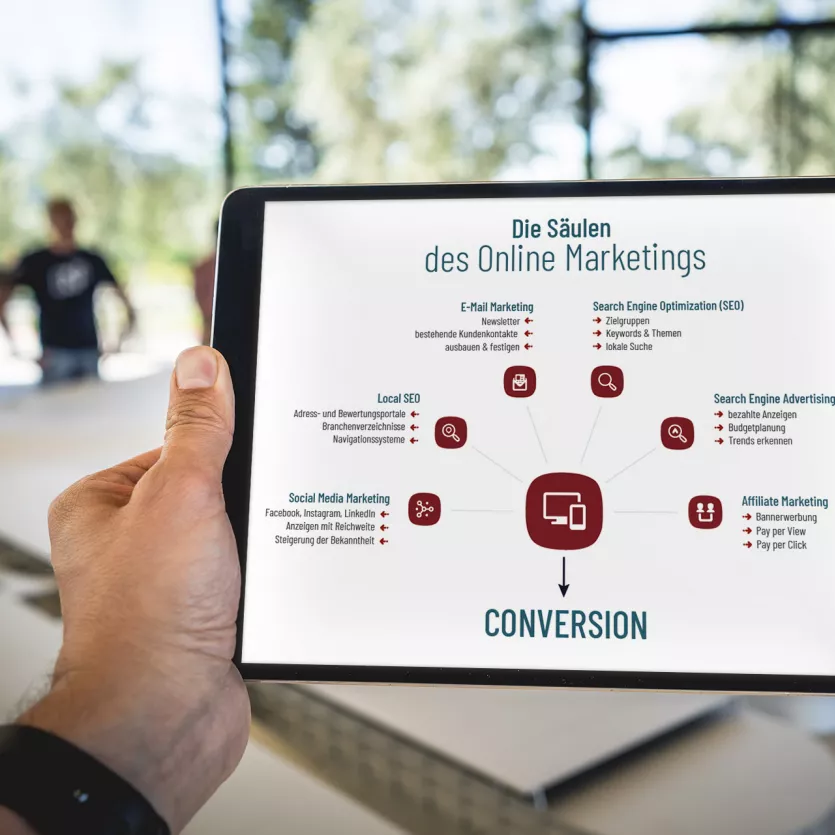 Die Säulen
des Online Marketings
E-Mail Marketing
Newsletter
bestehende Kundenkontakte
ausbauen & festigen
Search Engine Optimization (SEO)
Zielgruppen
Keywords & Themen
lokale Suche
Local SEO
Adress- und Bewertungsportale
Branchenverzeichnisse
Navigationssysteme
Search Engine Advertising
bezahlte Anzeigen
Budgetplanung
Trends erkennen
Social Media Marketing
Facebook, Instagram, LinkedIn
Anzeigen mit Reichweite
Steigerung der Bekanntheit
Affiliate Marketing
Bannerwerbung
Pay per View
Pay per Click
CONVERSION